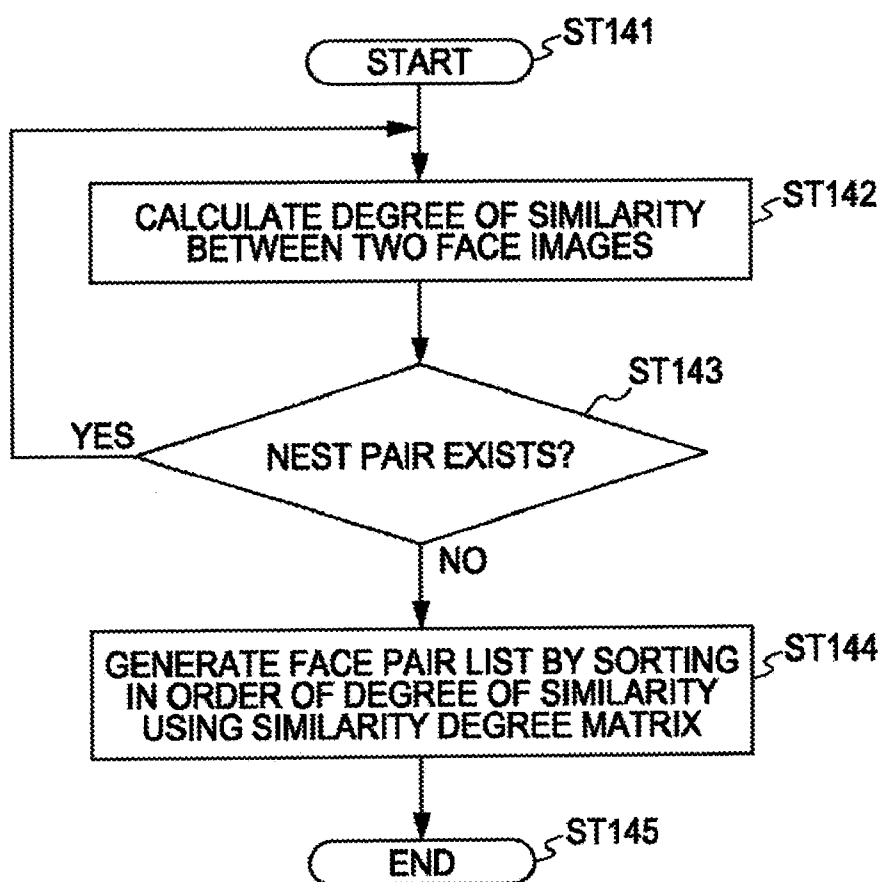 ST141
START
ST142
CALCULATE DEGREE OF SIMILARITY
BETWEEN TWO FACE IMAGES
ST143
YES
NEST PAIR EXISTS?
NO
ST144
GENERATE FACE PAIR LIST BY SORTING
IN ORDER OF DEGREE OF SIMILARITY
USING SIMILARITY DEGREE MATRIX
ST145
END